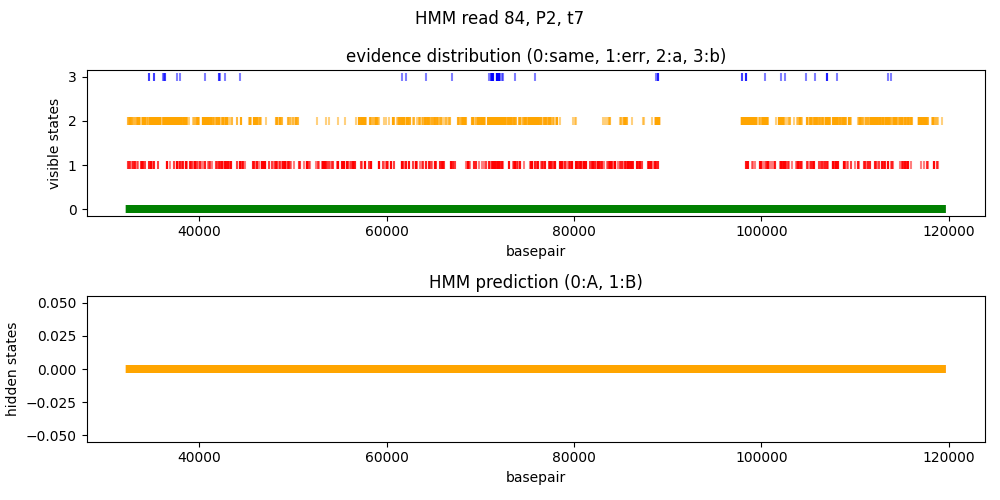 HMM read 84, P2, t7
evidence distribution (0:same, 1:err, 2:a, 3:b)
visible states
3
2
1
0
40000 60000 80000 100000 120000
basepair
HMM prediction (0:A, 1:B)
hidden states
0.050
0.025
0.000
−0.025
−0.050
40000 60000 80000 100000 120000
basepair